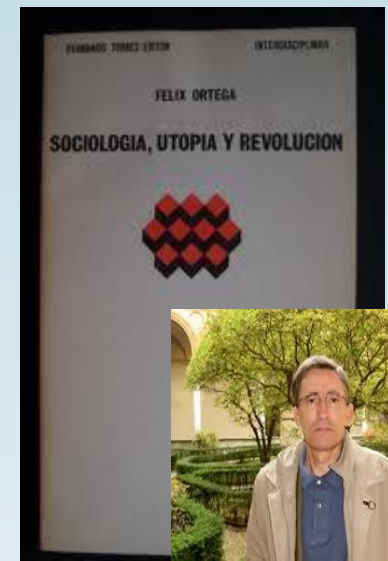 FERNANDO TORRES EDITOR INTERDISCIPLINAR
FELIX ORTEGA
SOCIOLOGIA, UTOPIA Y REVOLUCION